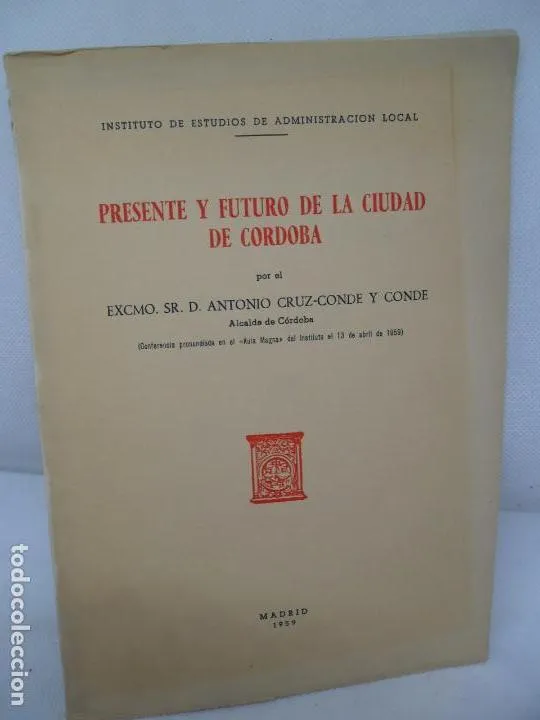 INSTITUTO DE ESTUDIOS DE ADMINISTRACION LOCAL
PRESENTE Y FUTURO DE LA CIUDAD
DE CORDOBA
por el
EXCMO. SR. D. ANTONIO CRUZ-CONDE Y CONDE
Alcalde de Córdoba
(Conferencia pronunciada en el «Aula Magna» del Instituto el 13 de abril de 1959)
MADRID
1959
todocoleccion